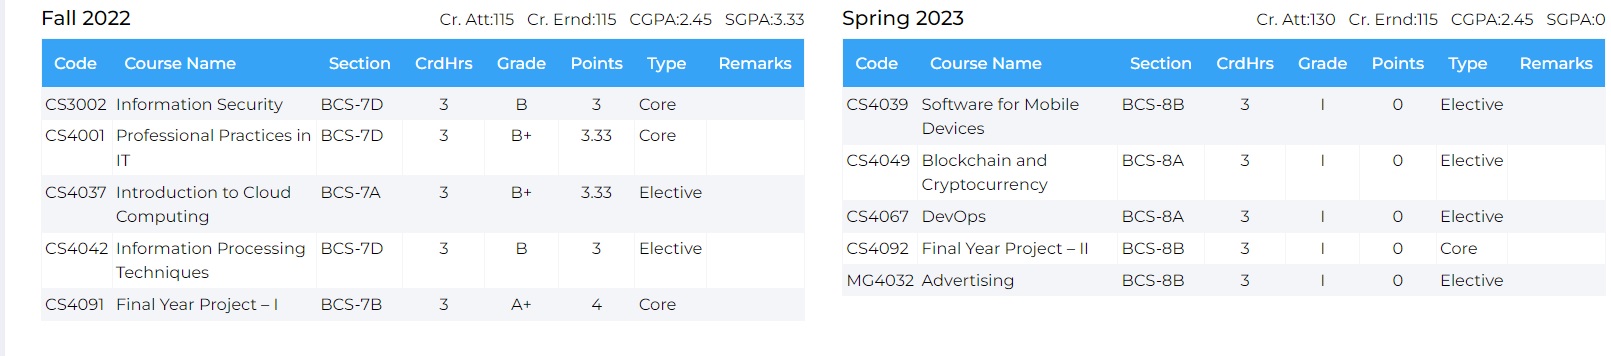 Fall 2022 Cr. Att:115 Cr. Ernd:115 CGPA:2.45 SGPA:3.33
Code Course Name Section CrdHrs Grade Points Type Remarks
CS3002 Information Security BCS-7D 3 B 3 Core
CS4001 Professional Practices in BCS-7D 3 B+ 3.33 Core
IT
CS4037 Introduction to Cloud BCS-7A 3 B+ 3.33 Elective
Computing
CS4042 Information Processing BCS-7D 3 B 3 Elective
Techniques
CS4091 Final Year Project – I BCS-7B 3 A+ 4 Core
Spring 2023 Cr. Att:130 Cr. Ernd:115 CGPA:2.45 SGPA:0
Code Course Name Section CrdHrs Grade Points Type Remarks
CS4039 Software for Mobile BCS-8B 3 I 0 Elective
Devices
CS4049 Blockchain and BCS-8A 3 I 0 Elective
Cryptocurrency
CS4067 DevOps BCS-8A 3 I 0 Elective
CS4092 Final Year Project – II BCS-8B 3 I 0 Core
MG4032 Advertising BCS-8B 3 I 0 Elective